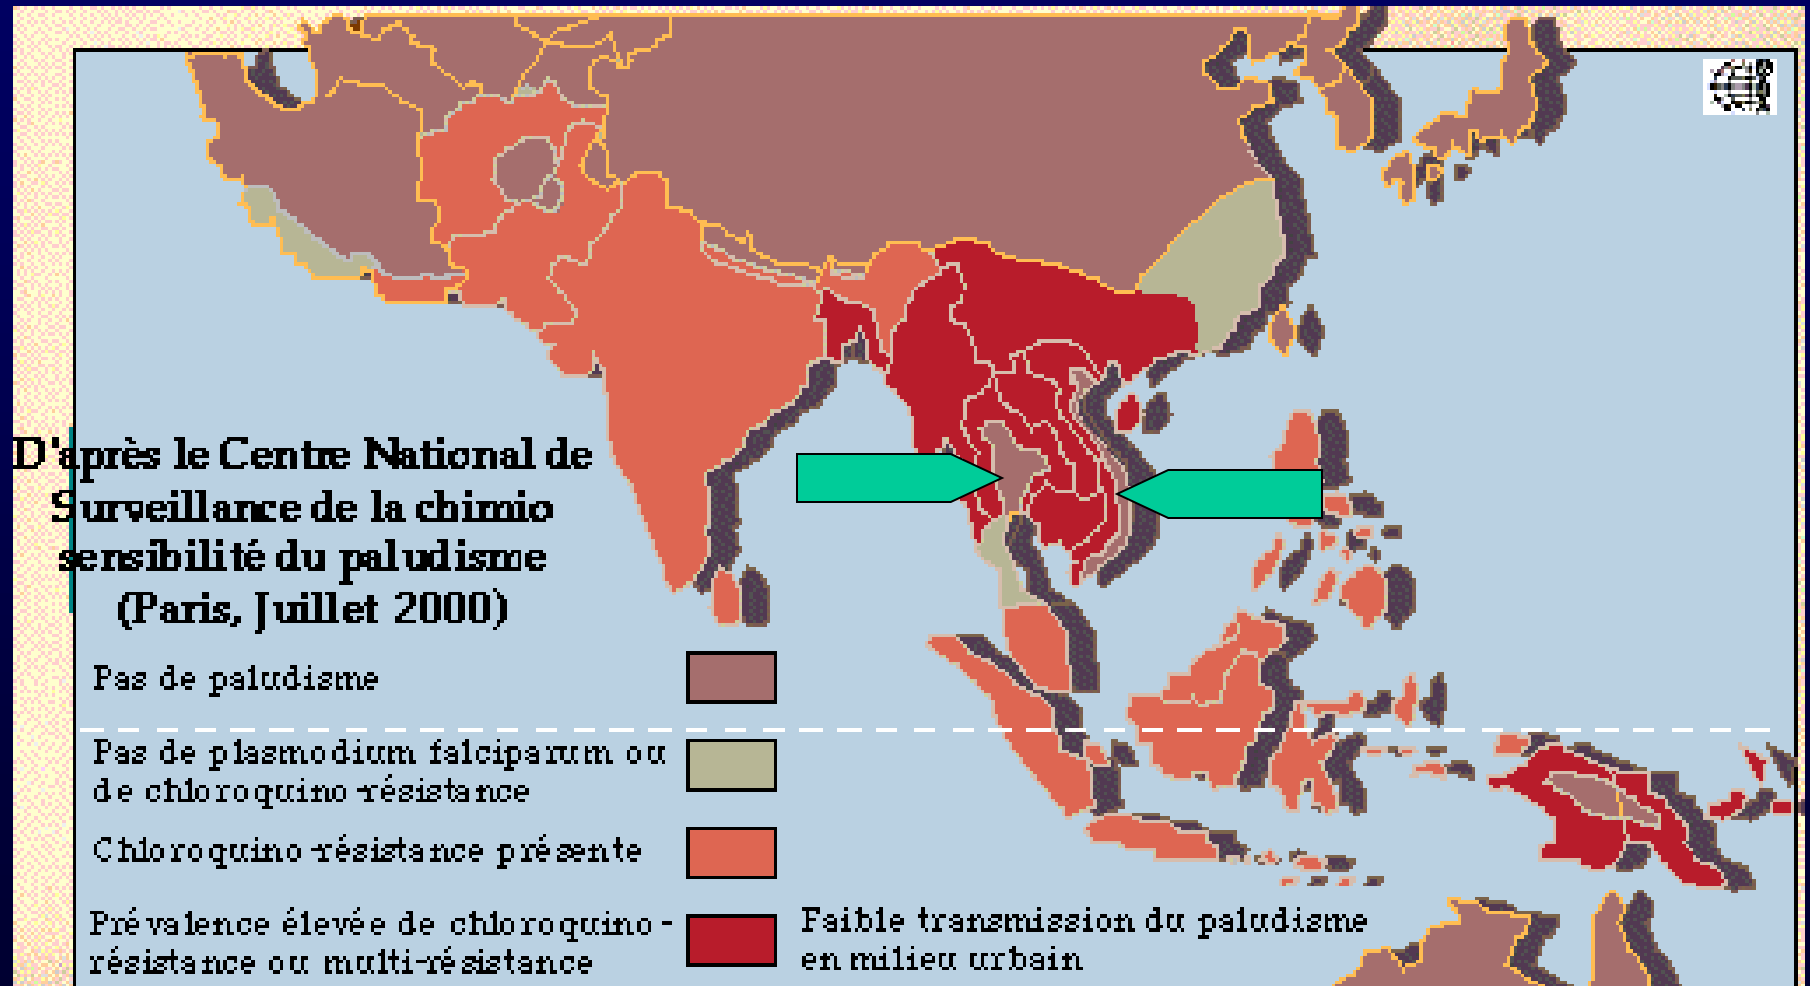 D'après le Centre National de
Surveillance de la chimio
sensibilité du paludisme
(Paris, Juillet 2000)
Pas de paludisme
Pas de plasmodium falciparum ou
de chloroquino-résistance
Chloroquino-résistance présente
Prévalence élevée de chloroquino-
résistance ou multi-résistance
Faible transmission du paludisme
en milieu urbain